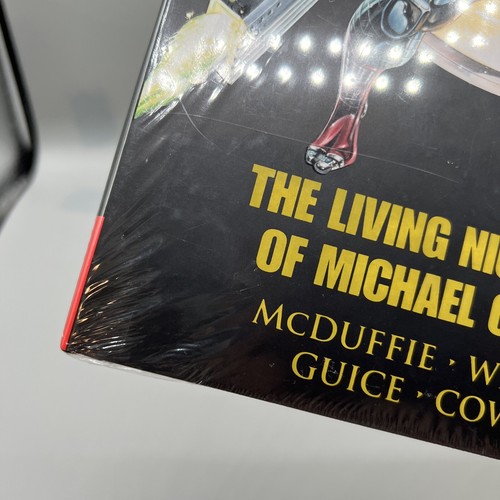 THE LIVING NI
OF MICHAEL
McDUFFIE · W
GUICE · COW